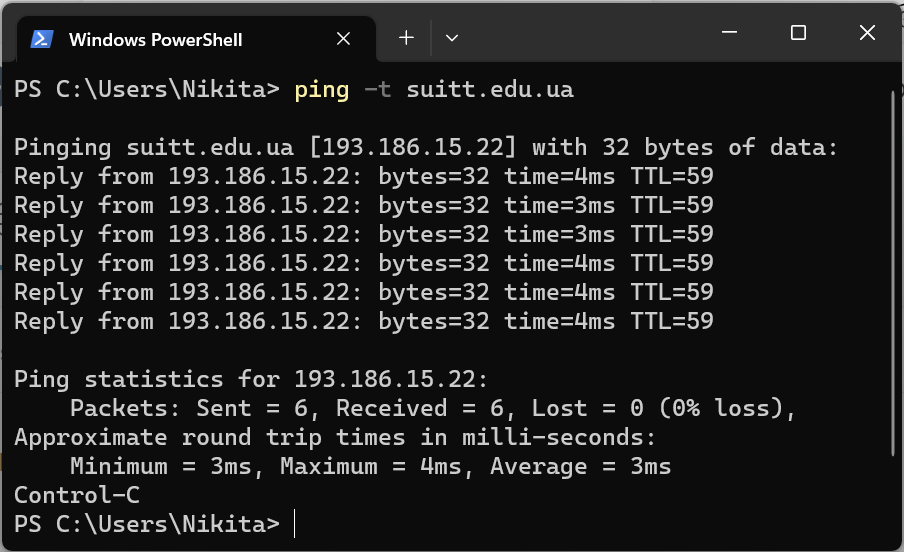 Windows PowerShell
PS C:\Users\Nikita> ping -t suitt.edu.ua
Pinging suitt.edu.ua [193.186.15.22] with 32 bytes of data:
Reply from 193.186.15.22: bytes=32 time=4ms TTL=59
Reply from 193.186.15.22: bytes=32 time=3ms TTL=59
Reply from 193.186.15.22: bytes=32 time=3ms TTL=59
Reply from 193.186.15.22: bytes=32 time=4ms TTL=59
Reply from 193.186.15.22: bytes=32 time=4ms TTL=59
Reply from 193.186.15.22: bytes=32 time=4ms TTL=59
Ping statistics for 193.186.15.22:
Packets: Sent = 6, Received = 6, Lost = 0 (0% loss),
Approximate round trip times in milli-seconds:
Minimum = 3ms, Maximum = 4ms, Average = 3ms
Control-C
PS C:\Users\Nikita>